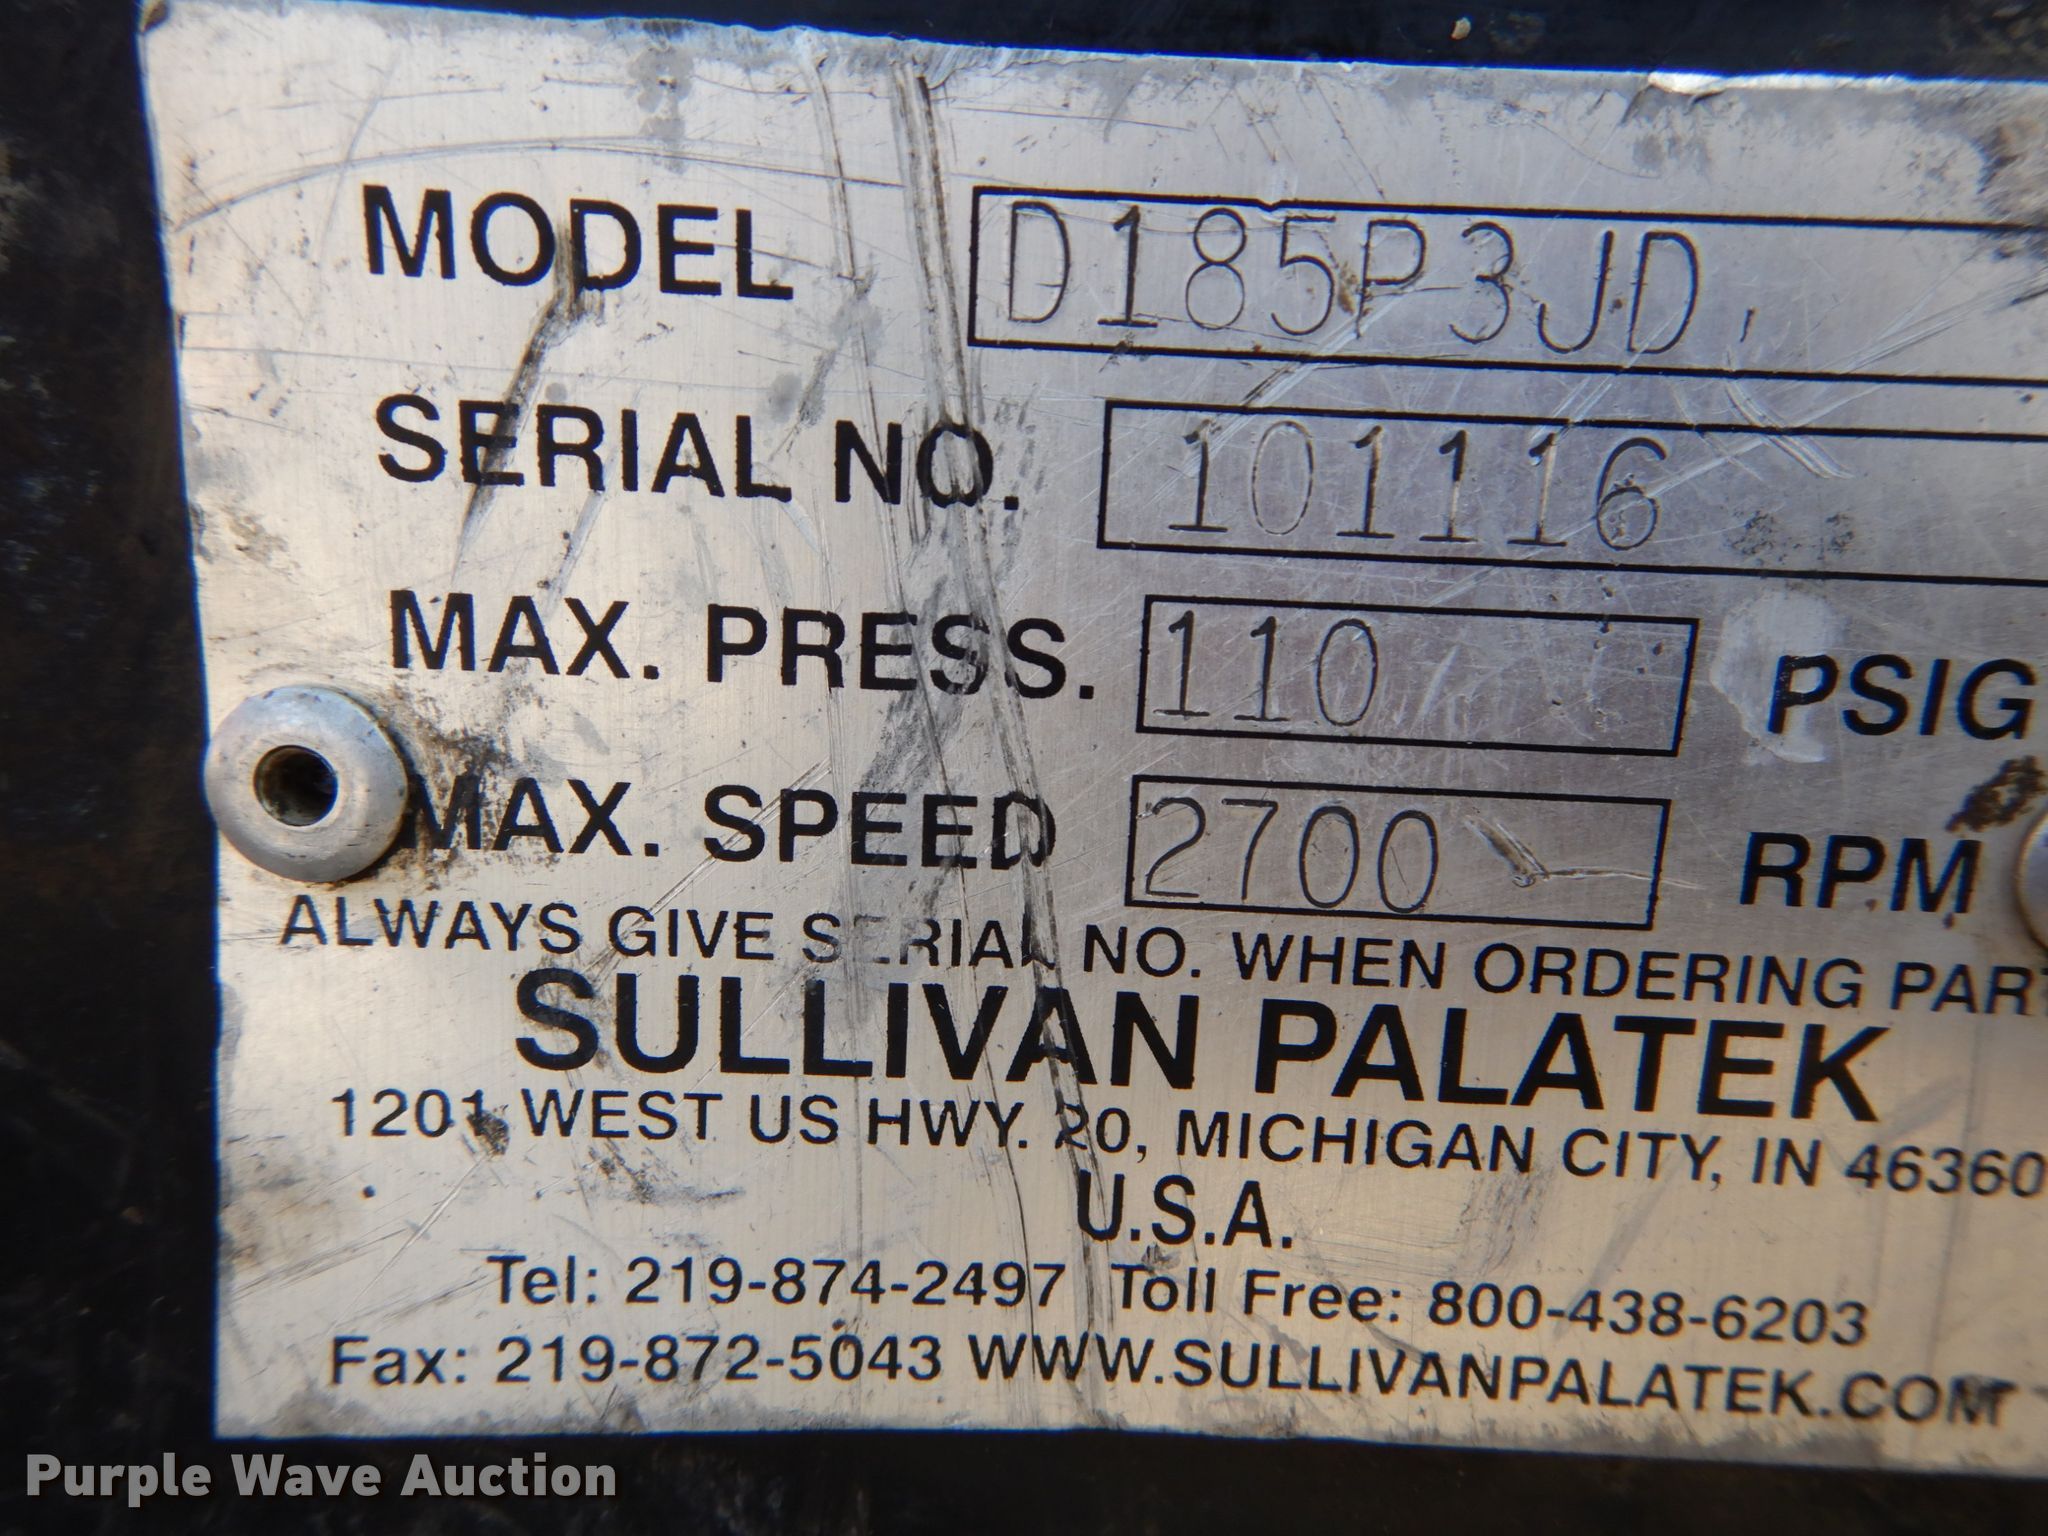 MODEL D185P3JD
SERIAL NO. 101116
MAX. PRESS. 110 PSIG
MAX. SPEED 2700 RPM
ALWAYS GIVE SERIAL NO. WHEN ORDERING PART
SULLIVAN PALATEK
1201 WEST US HWY. 20, MICHIGAN CITY, IN 46360
U.S.A.
Tel: 219-874-2497 Toll Free: 800-438-6203
Fax: 219-872-5043 WWW.SULLIVANPALATEK.COM
Purple Wave Auction